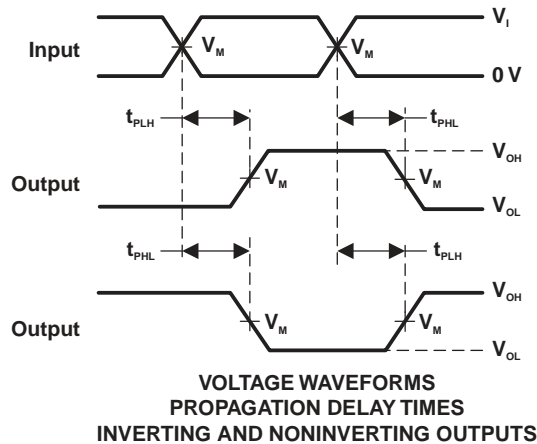 V_I
Input
V_M
V_M
0 V
t_PLH
t_PHL
V_OH
Output
V_M
V_M
V_OL
t_PHL
t_PLH
V_OH
Output
V_M
V_M
V_OL
VOLTAGE WAVEFORMS
PROPAGATION DELAY TIMES
INVERTING AND NONINVERTING OUTPUTS